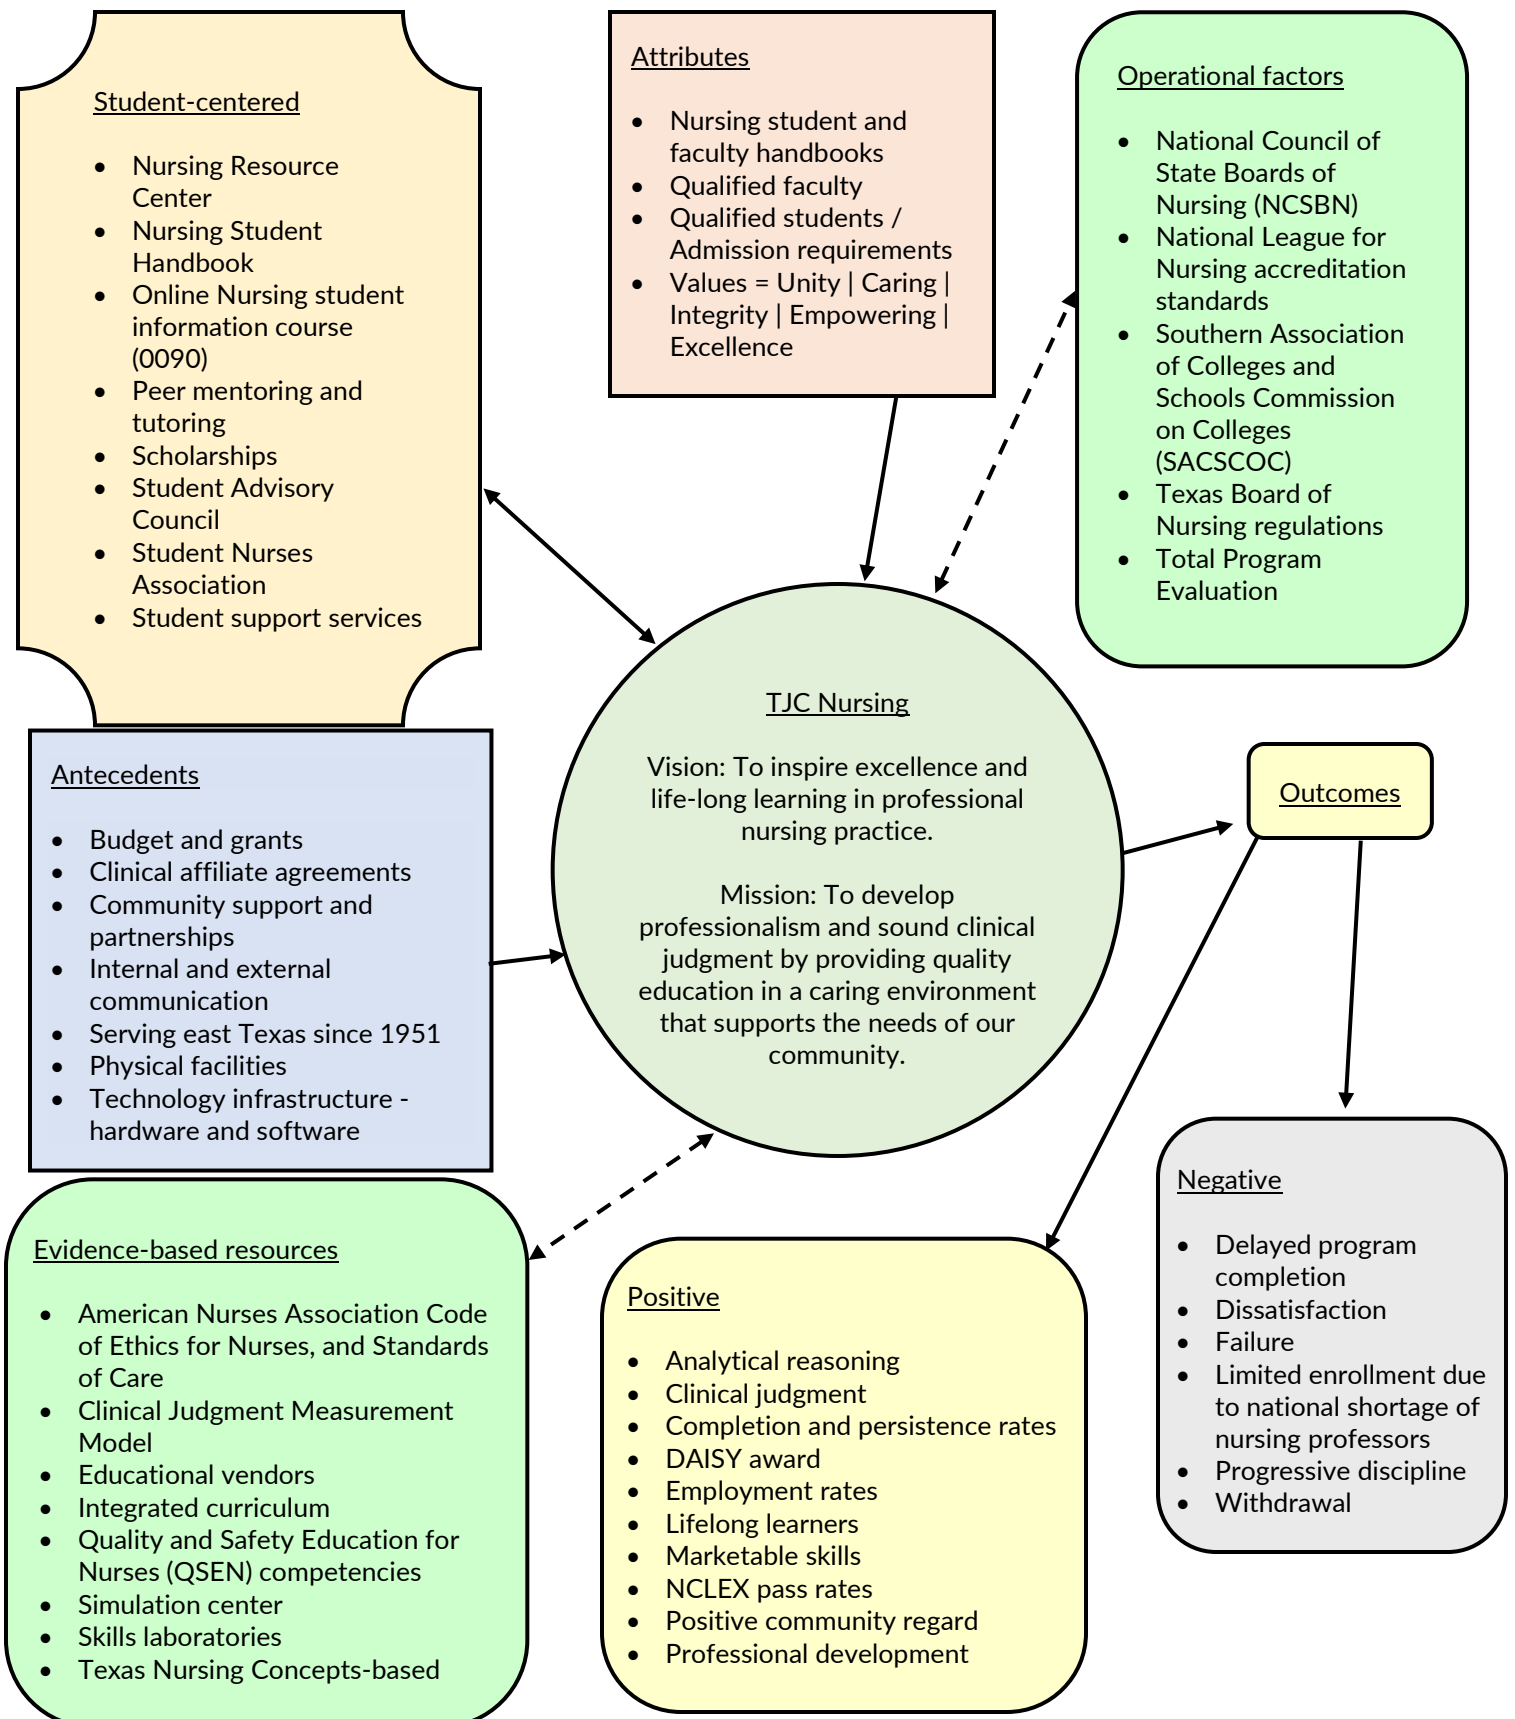 Student-centered
• Nursing Resource
Center
• Nursing Student
Handbook
• Online Nursing student
information course
(0090)
• Peer mentoring and
tutoring
• Scholarships
• Student Advisory
Council
• Student Nurses
Association
• Student support services
Attributes
• Nursing student and
faculty handbooks
• Qualified faculty
• Qualified students /
Admission requirements
• Values = Unity | Caring |
Integrity | Empowering |
Excellence
Operational factors
• National Council of
State Boards of
Nursing (NCSBN)
• National League for
Nursing accreditation
standards
• Southern Association
of Colleges and
Schools Commission
on Colleges
(SACSCOC)
• Texas Board of
Nursing regulations
• Total Program
Evaluation
Antecedents
• Budget and grants
• Clinical affiliate agreements
• Community support and
partnerships
• Internal and external
communication
• Serving east Texas since 1951
• Physical facilities
• Technology infrastructure -
hardware and software
TJC Nursing
Vision: To inspire excellence and
life-long learning in professional
nursing practice.
Mission: To develop
professionalism and sound clinical
judgment by providing quality
education in a caring environment
that supports the needs of our
community.
Outcomes
Evidence-based resources
• American Nurses Association Code
of Ethics for Nurses, and Standards
of Care
• Clinical Judgment Measurement
Model
• Educational vendors
• Integrated curriculum
• Quality and Safety Education for
Nurses (QSEN) competencies
• Simulation center
• Skills laboratories
• Texas Nursing Concepts-based
Positive
• Analytical reasoning
• Clinical judgment
• Completion and persistence rates
• DAISY award
• Employment rates
• Lifelong learners
• Marketable skills
• NCLEX pass rates
• Positive community regard
• Professional development
Negative
• Delayed program
completion
• Dissatisfaction
• Failure
• Limited enrollment due
to national shortage of
nursing professors
• Progressive discipline
• Withdrawal